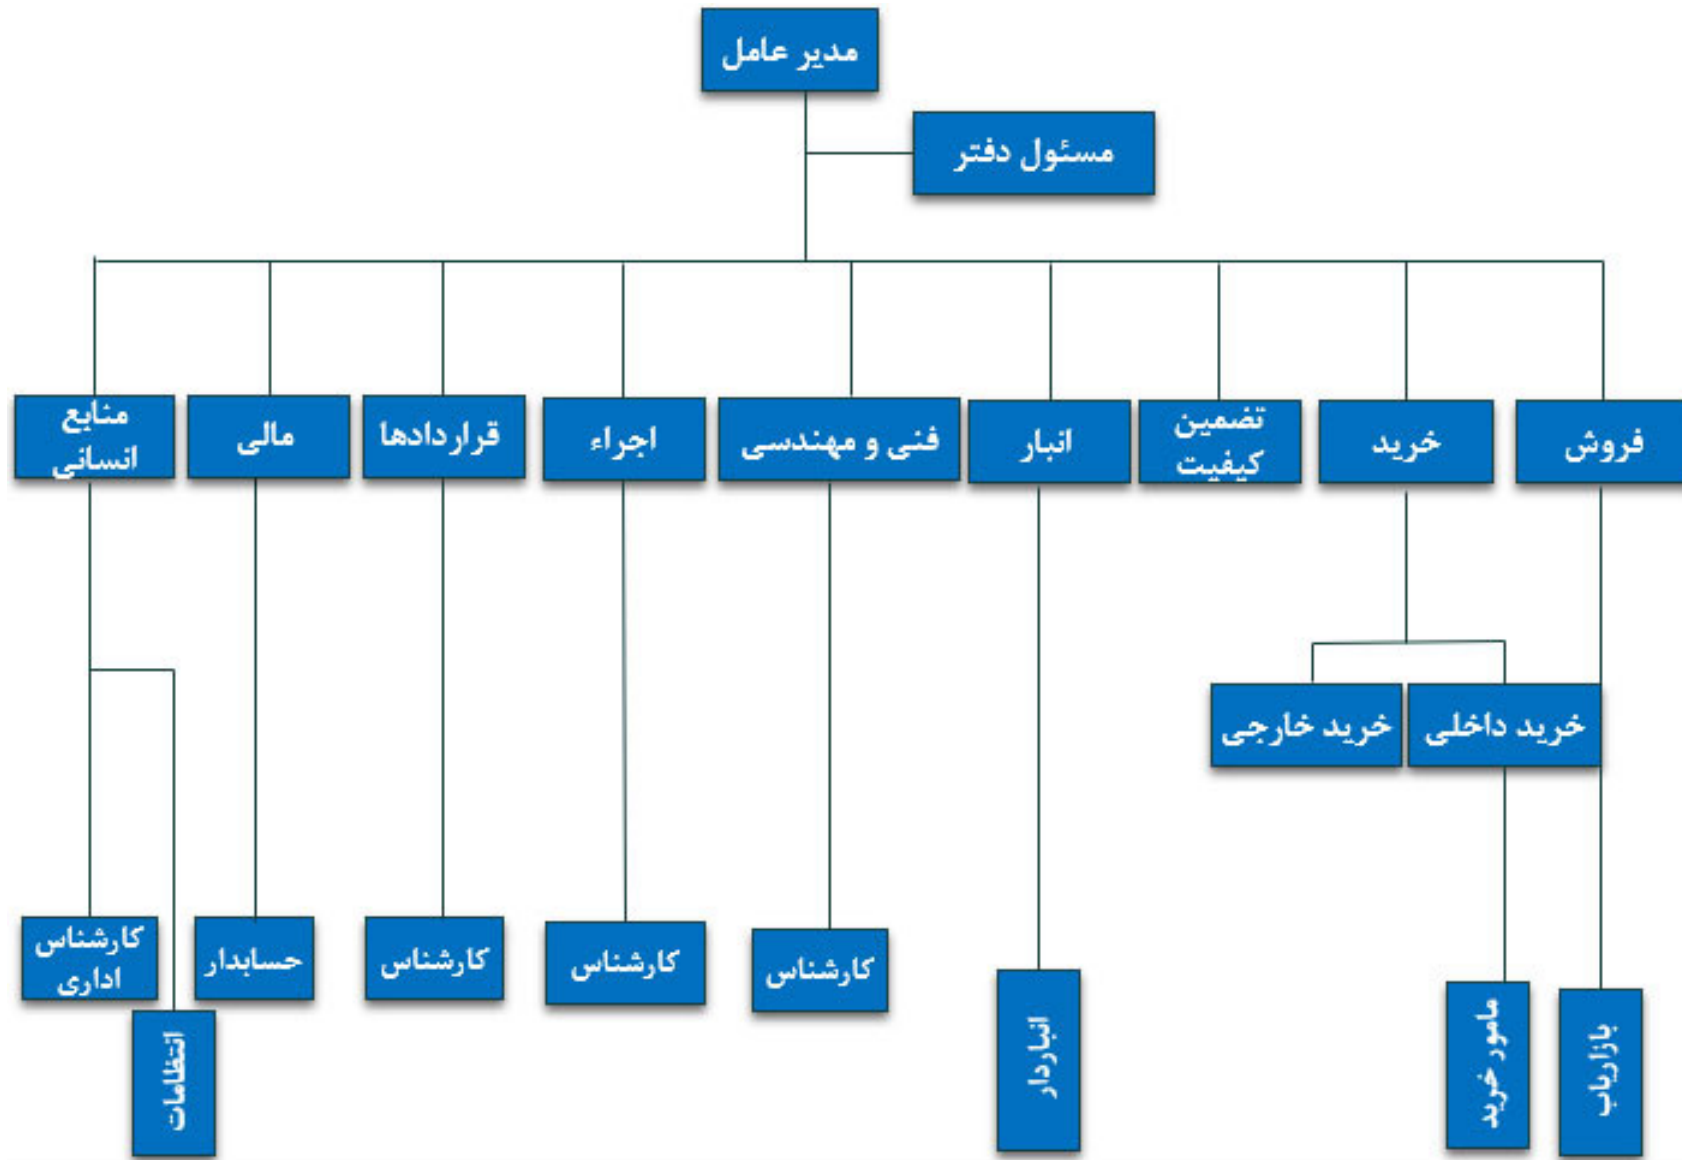 مدیر عامل
مسئول دفتر
فروش
خرید
تضمین
کیفیت
انبار
فنی و مهندسی
اجراء
قراردادها
مالی
منابع
انسانی
خرید داخلی
خرید خارجی
بازاریاب
مامور خرید
انباردار
کارشناس
کارشناس
کارشناس
حسابدار
کارشناس
اداری
انتظامات